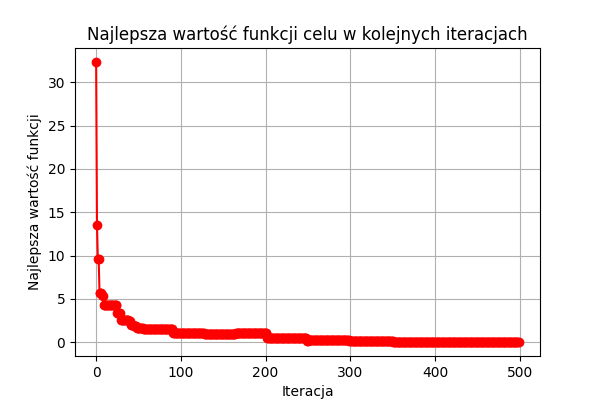 Najlepsza wartość funkcji celu w kolejnych iteracjach
Najlepsza wartość funkcji
30
25
20
15
10
5
0
0 100 200 300 400 500
Iteracja